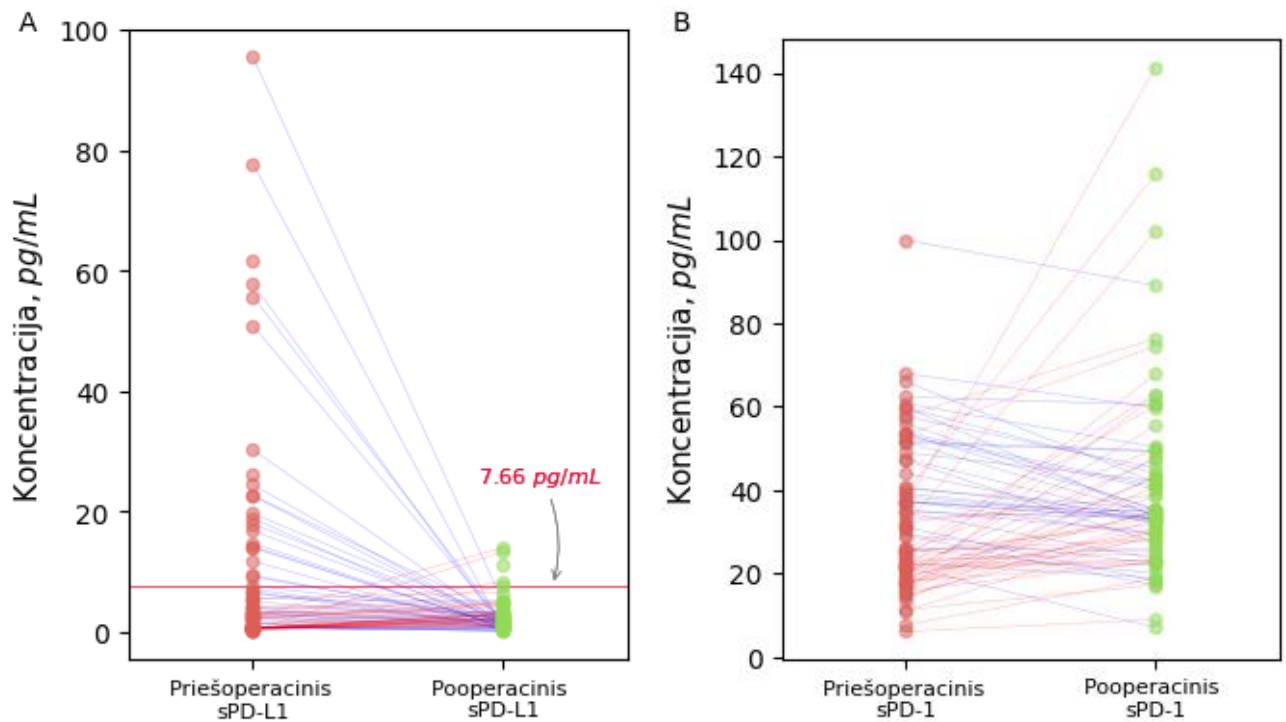 A
Koncentracija, pg/mL
100
80
60
40
20
0
7.66 pg/mL
Priešoperacinis
sPD-L1
Pooperacinis
sPD-L1
B
Koncentracija, pg/mL
140
120
100
80
60
40
20
0
Priešoperacinis
sPD-1
Pooperacinis
sPD-1